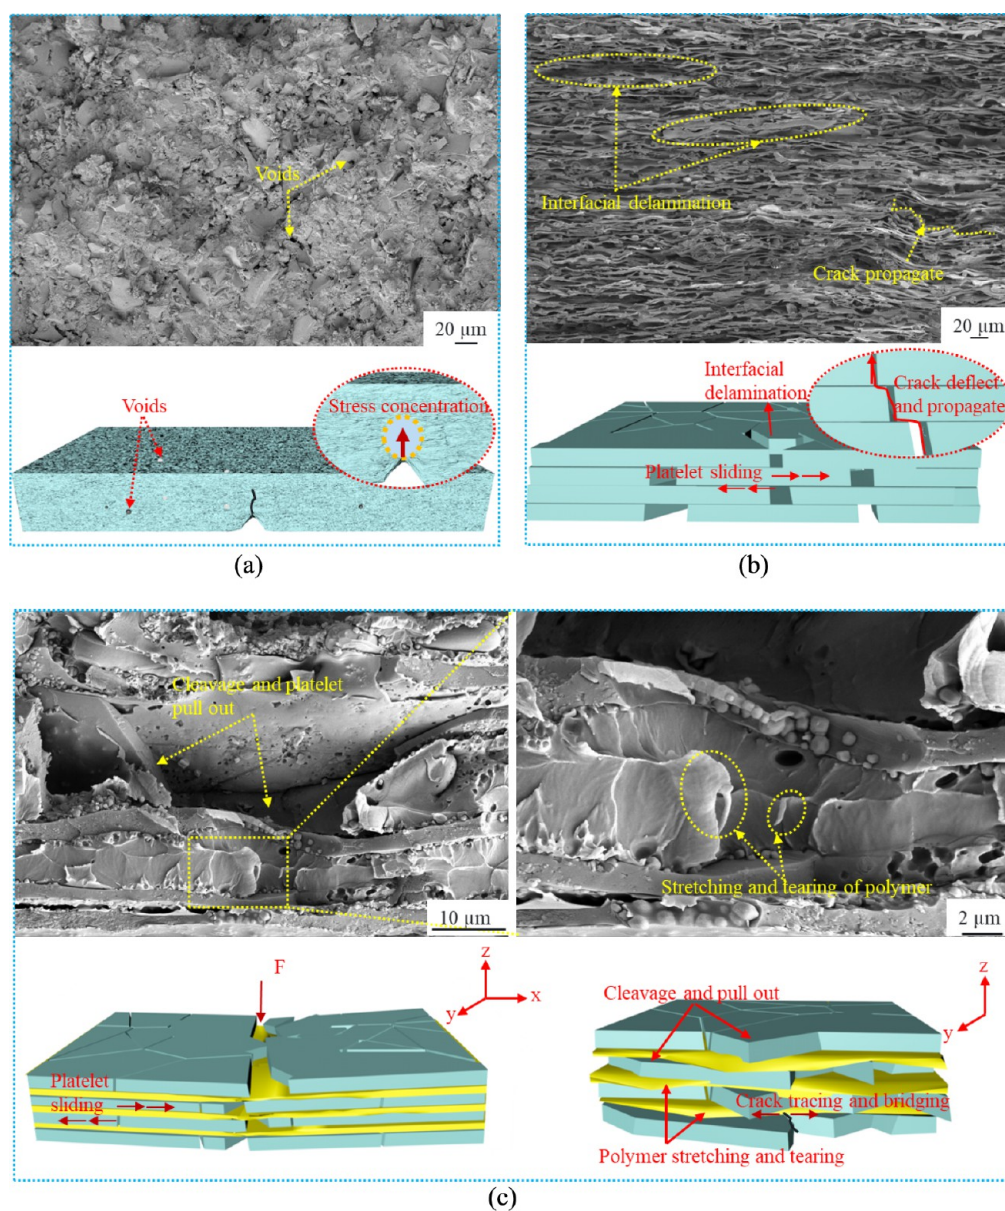 Voids
20 μm
Voids
Stress concentration
(a)
Interfacial delamination
Crack propagate
20 μm
Interfacial
delamination
Crack deflect
and propagate
Platelet sliding
(b)
Cleavage and platelet
pull out
10 μm
Stretching and tearing of polymer
2 μm
F
z
x
y
Platelet
sliding
Cleavage and pull out
z
y
Crack tracing and bridging
Polymer stretching and tearing
(c)